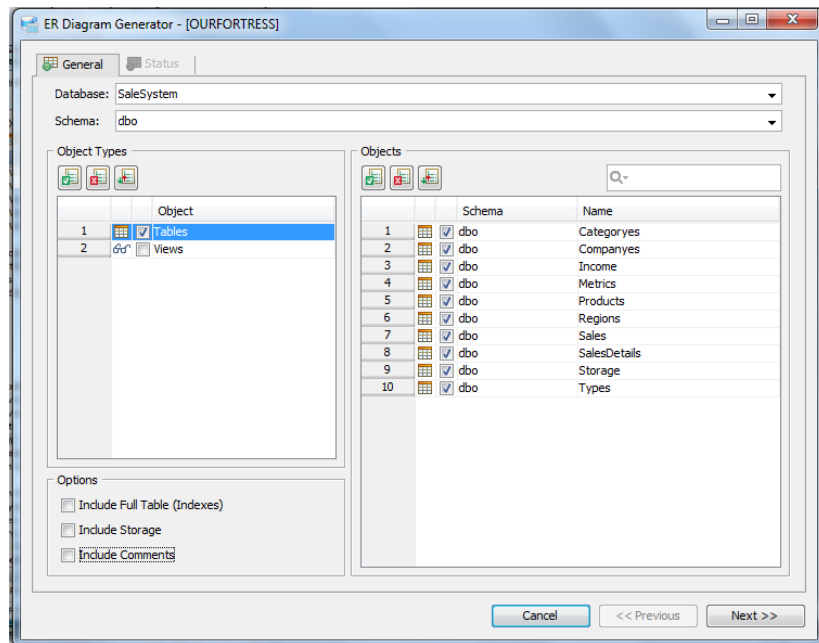 ER Diagram Generator - [OURFORTRESS]
General Status
Database: SaleSystem
Schema: dbo
Object Types
Object
1 Tables
2 Views
Options
Include Full Table (Indexes)
Include Storage
Include Comments
Objects
Schema Name
1 dbo Categoryes
2 dbo Companyes
3 dbo Income
4 dbo Metrics
5 dbo Products
6 dbo Regions
7 dbo Sales
8 dbo SalesDetails
9 dbo Storage
10 dbo Types
Cancel << Previous Next >>